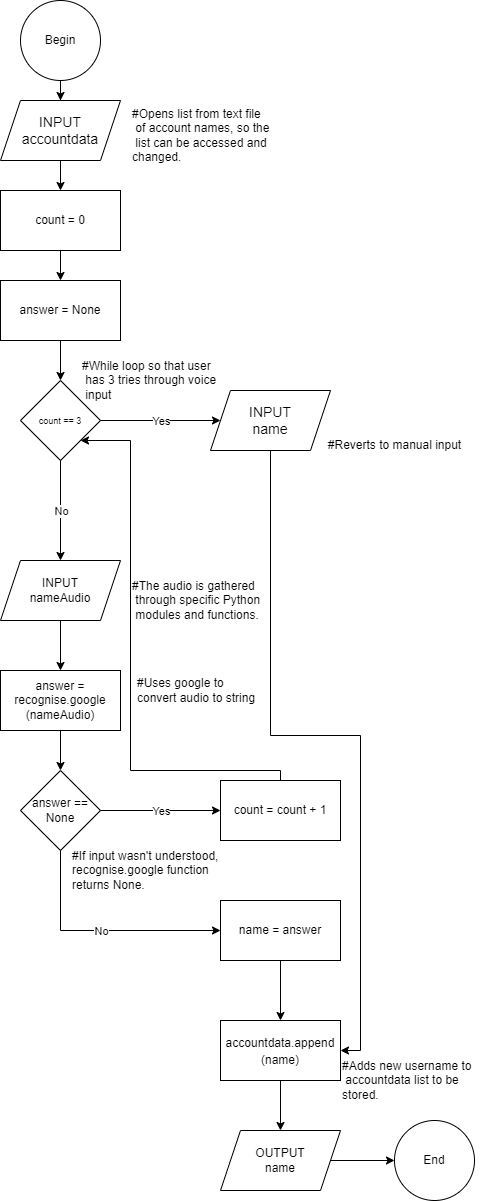 Begin
INPUT
accountdata
#Opens list from text file
of account names, so the
list can be accessed and
changed.
count = 0
answer = None
#While loop so that user
has 3 tries through voice
input
count == 3
Yes
INPUT
name
#Reverts to manual input
No
INPUT
nameAudio
#The audio is gathered
through specific Python
modules and functions.
answer =
recognise.google
(nameAudio)
#Uses google to
convert audio to string
answer ==
None
Yes
count = count + 1
#If input wasn't understood,
recognise.google function
returns None.
No
name = answer
accountdata.append
(name)
#Adds new username to
accountdata list to be
stored.
OUTPUT
name
End